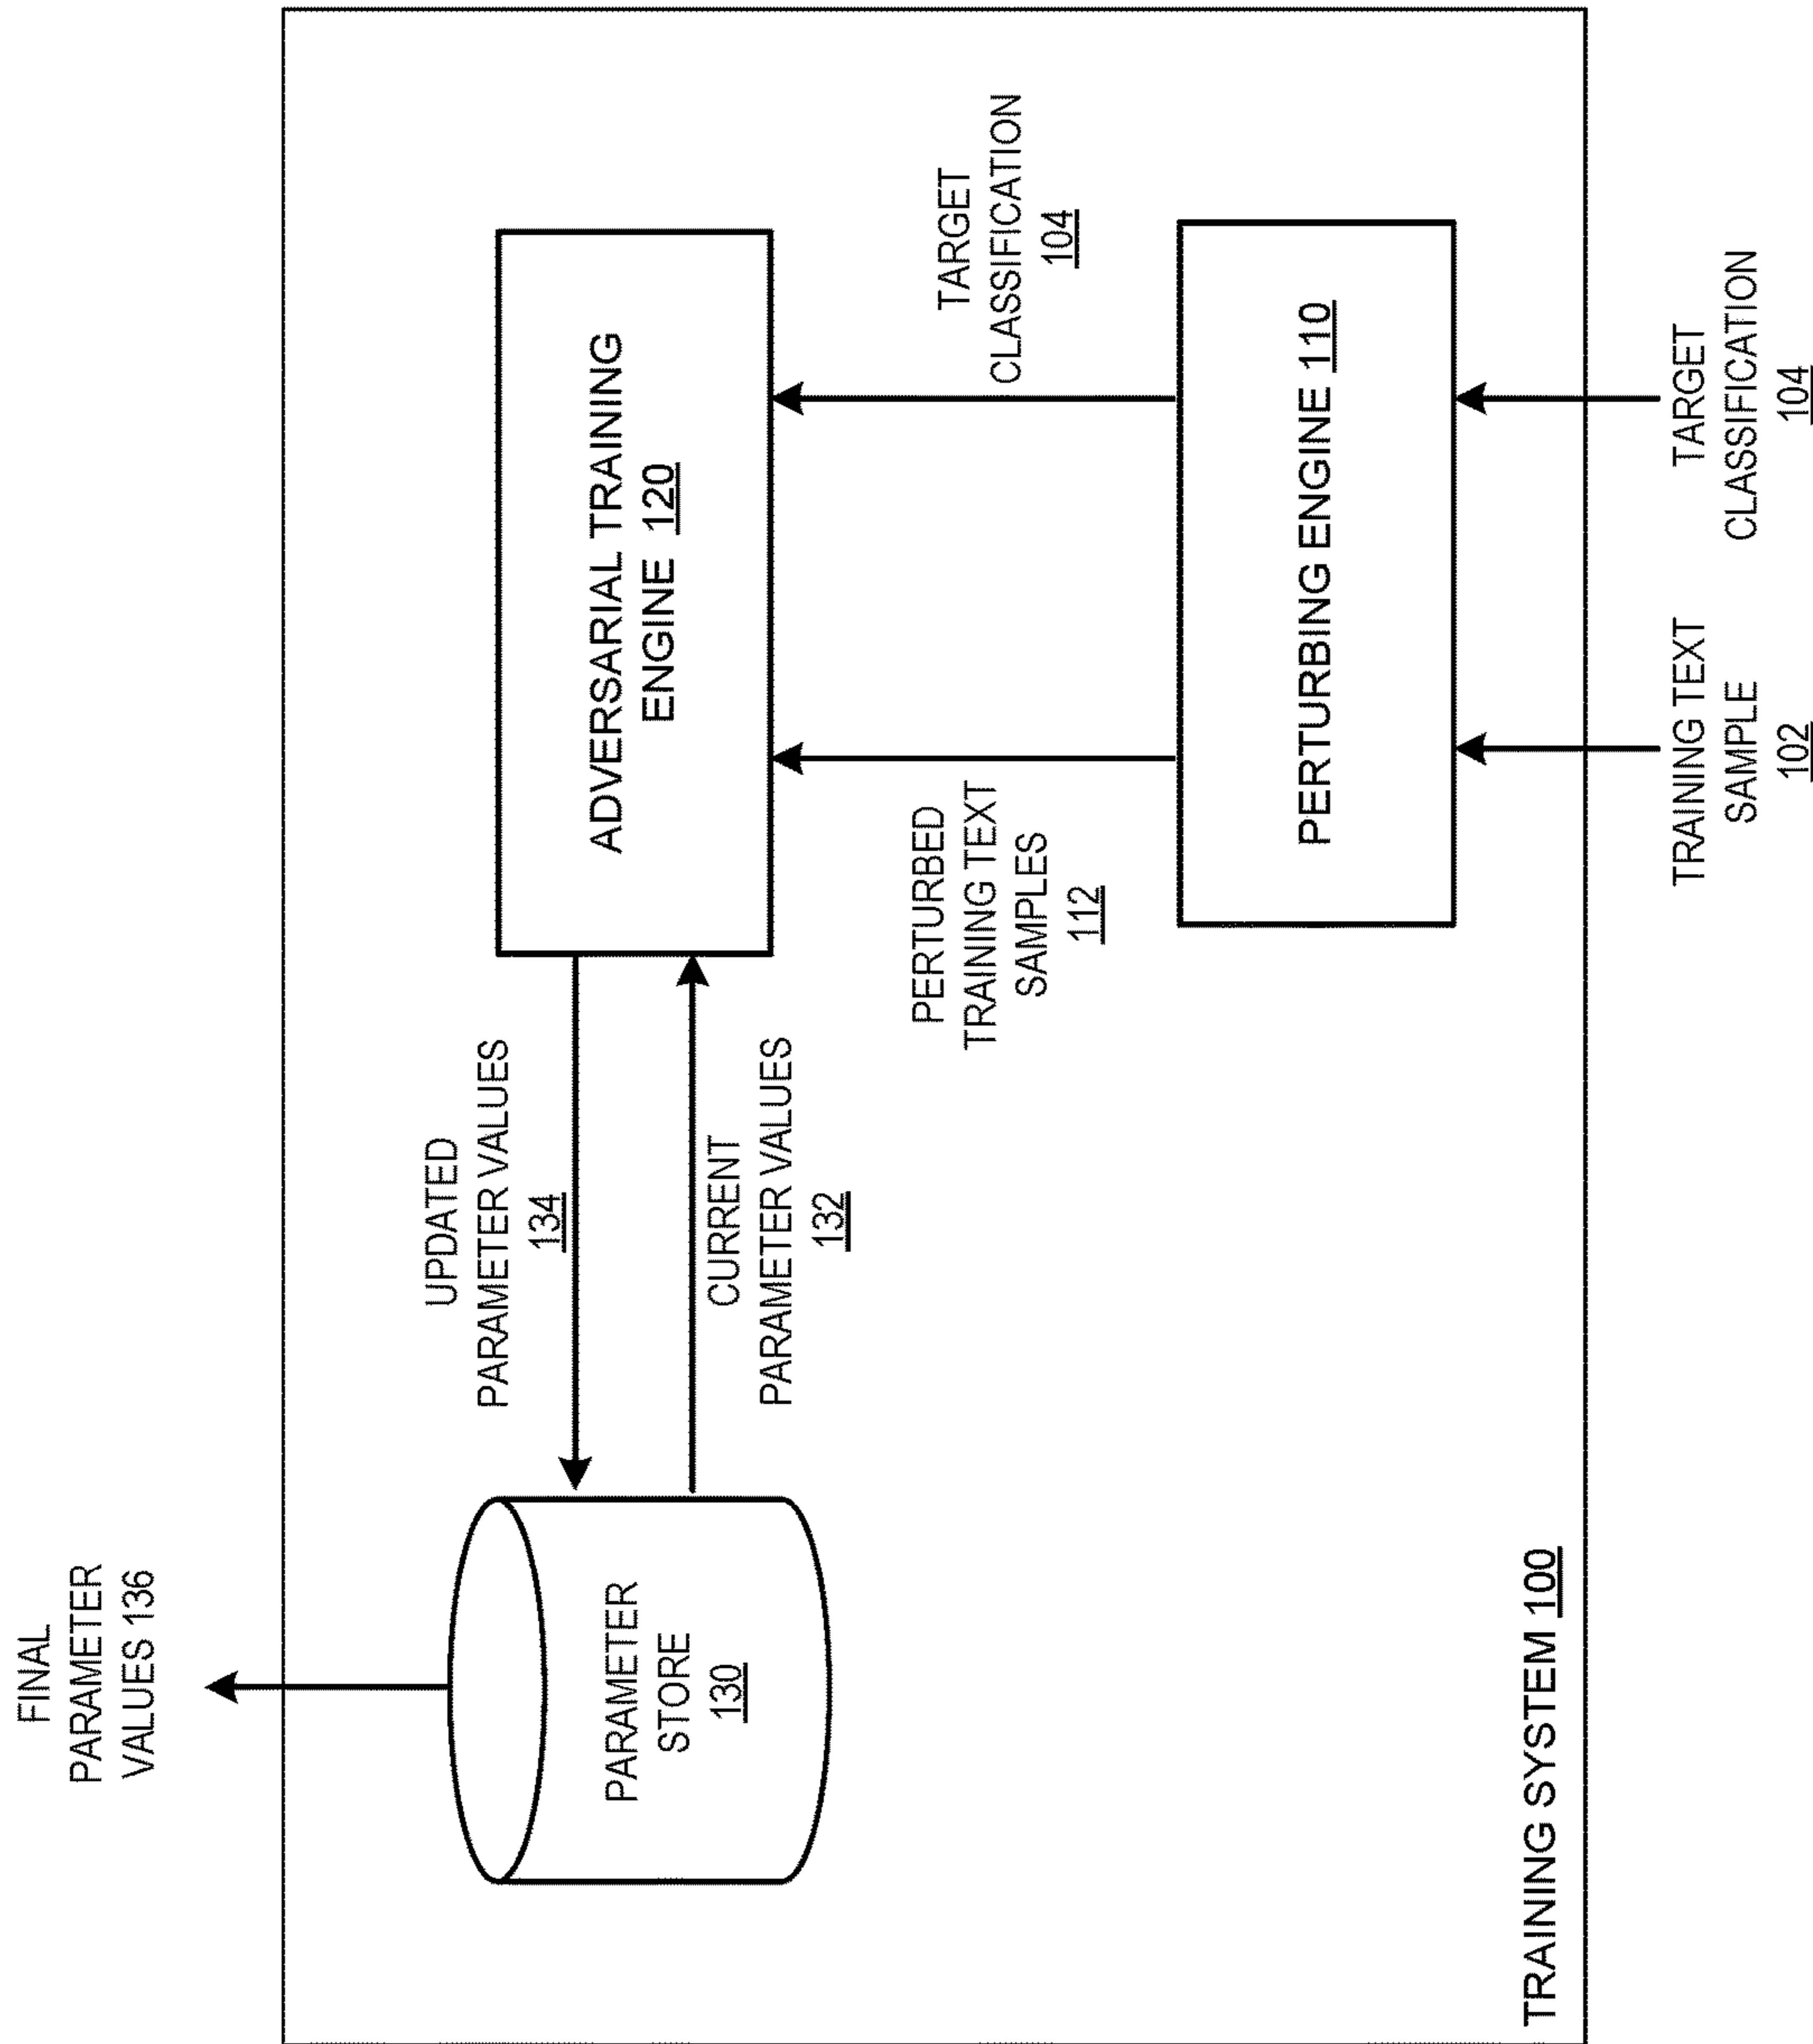 FINAL
PARAMETER
VALUES 136
UPDATED
PARAMETER VALUES
134
CURRENT
PARAMETER VALUES
132
PARAMETER
STORE
130
ADVERSARIAL TRAINING
ENGINE 120
PERTURBED
TRAINING TEXT
SAMPLES
112
TARGET
CLASSIFICATION
104
PERTURBING ENGINE 110
TRAINING SYSTEM 100
TRAINING TEXT
SAMPLE
102
TARGET
CLASSIFICATION
104